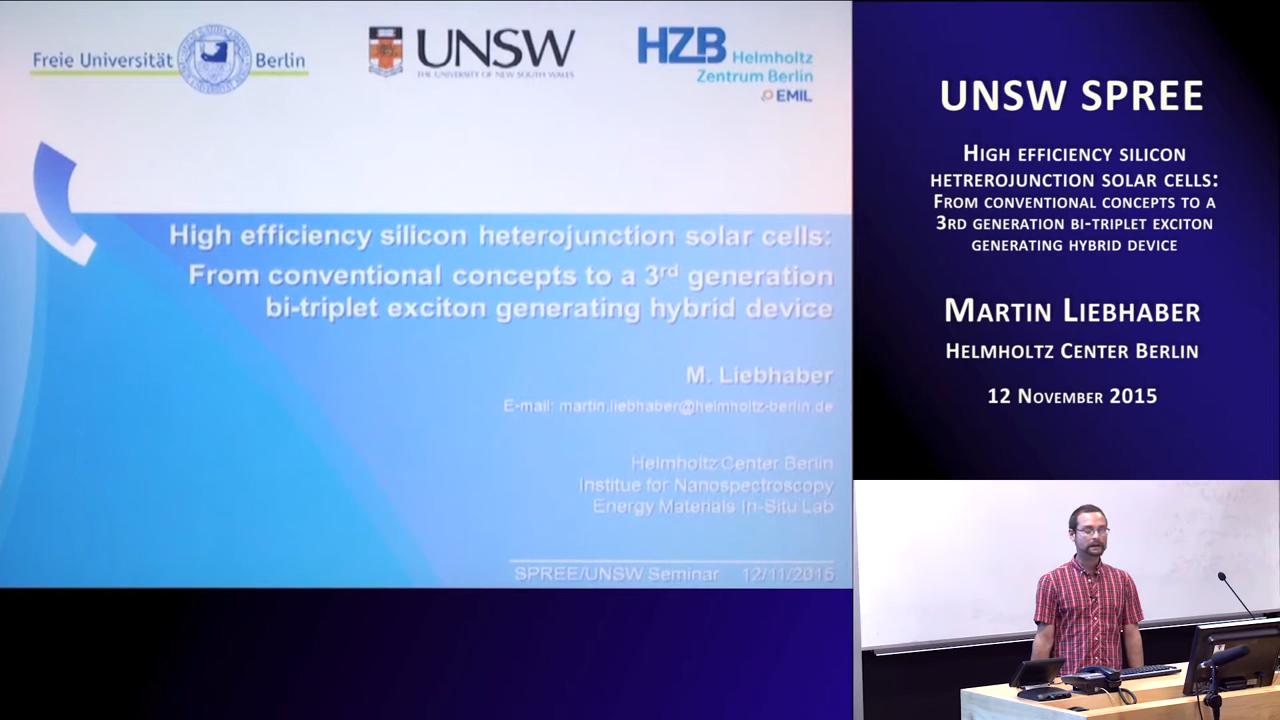 Freie Universität Berlin
UNSW
THE UNIVERSITY OF NEW SOUTH WALES
HZB Helmholtz
Zentrum Berlin
EMIL
High efficiency silicon heterojunction solar cells:
From conventional concepts to a 3rd generation
bi-triplet exciton generating hybrid device
M. Liebhaber
E-mail: martin.liebhaber@helmholtz-berlin.de
Helmholtz Center Berlin
Institue for Nanospectroscopy
Energy Materials In-Situ Lab
SPREE/UNSW Seminar 12/11/2015
UNSW SPREE
HIGH EFFICIENCY SILICON
HETREROJUNCTION SOLAR CELLS:
FROM CONVENTIONAL CONCEPTS TO A
3RD GENERATION BI-TRIPLET EXCITON
GENERATING HYBRID DEVICE
MARTIN LIEBHABER
HELMHOLTZ CENTER BERLIN
12 NOVEMBER 2015